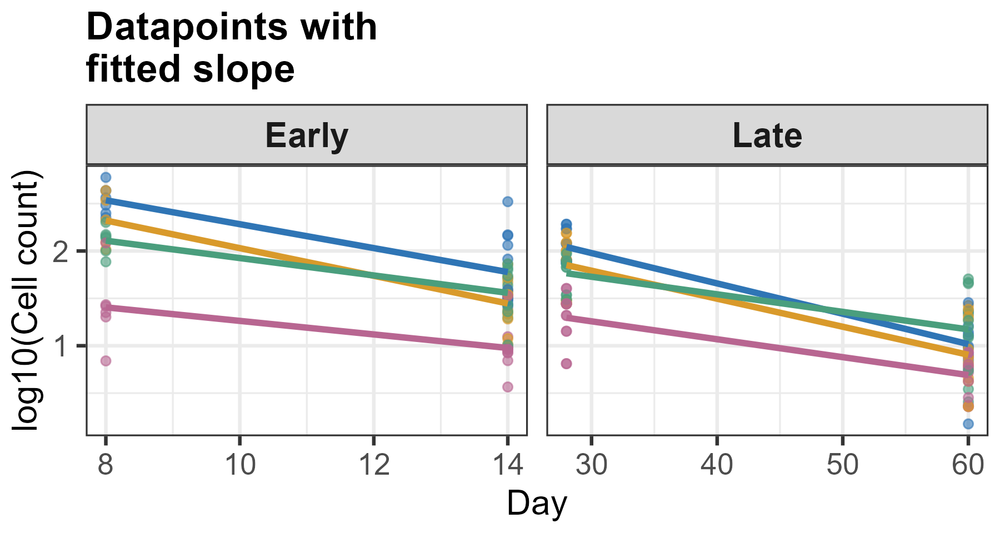 Datapoints with
fitted slope
Early
Late
log10(Cell count)
2
1
8 10 12 14
30 40 50 60
Day